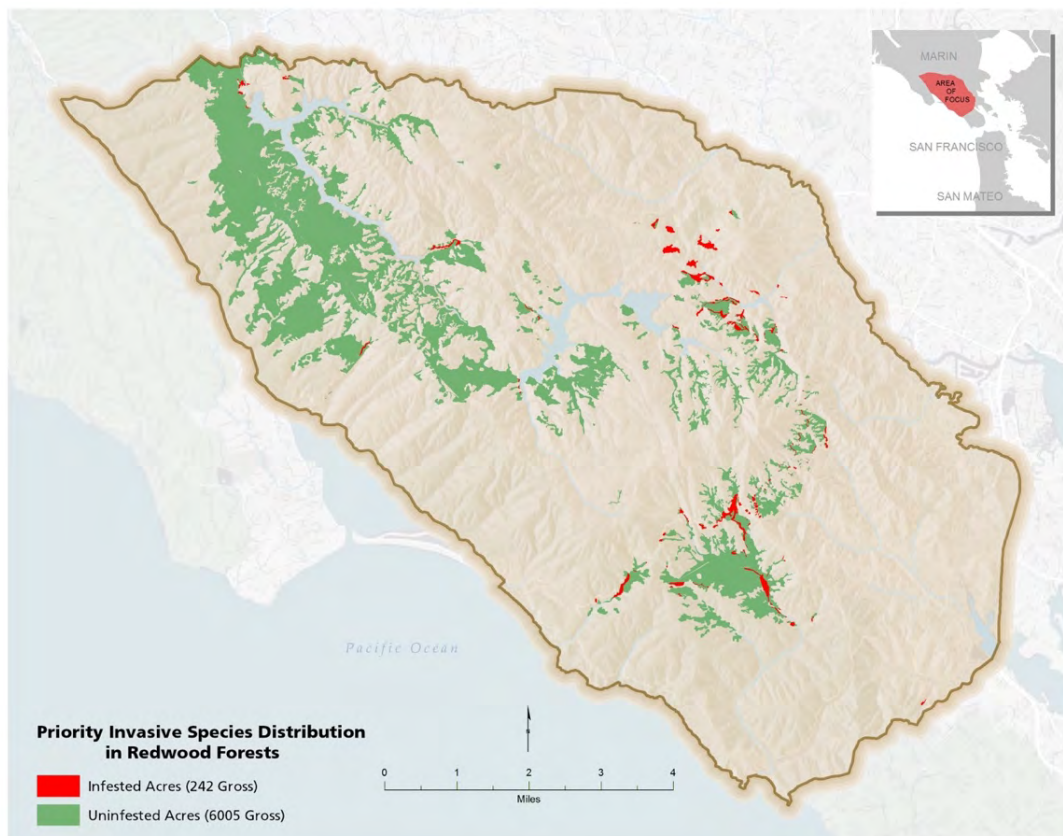 MARIN
AREA
OF
FOCUS
SAN FRANCISCO
SAN MATEO
Pacific Ocean
Priority Invasive Species Distribution
in Redwood Forests
Infested Acres (242 Gross)
Uninfested Acres (6005 Gross)
N
0 1 2 3 4
Miles